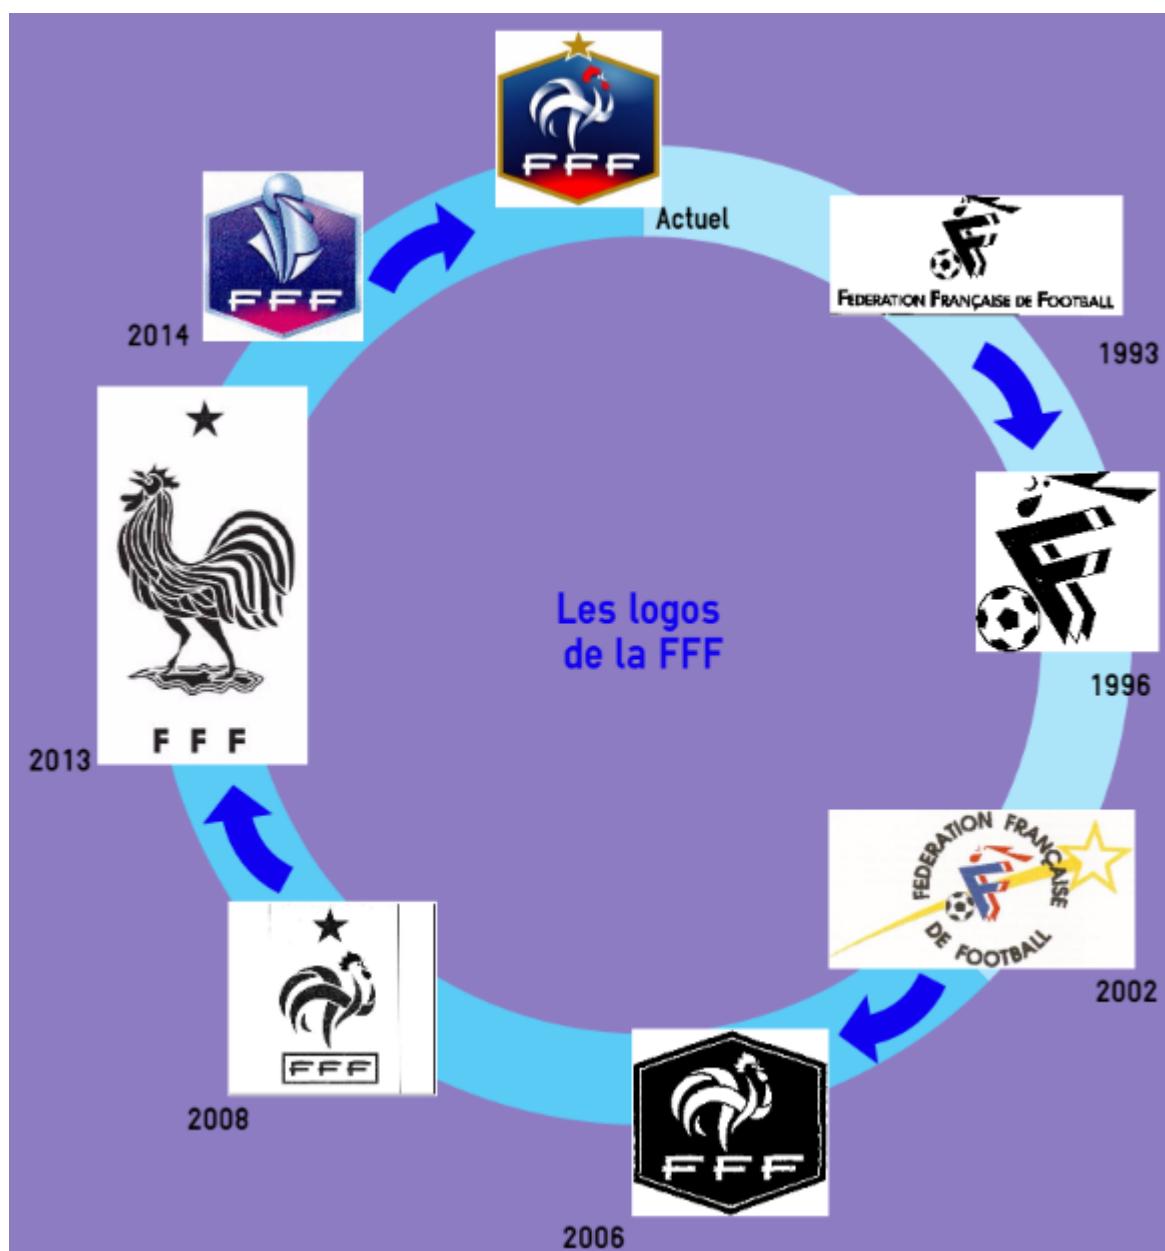 FFF
Actuel
FEDERATION FRANÇAISE DE FOOTBALL
1993
1996
FEDERATION FRANÇAISE
DE FOOTBALL
2002
FFF
2006
FFF
2008
F F F
2013
FFF
2014
Les logos
de la FFF